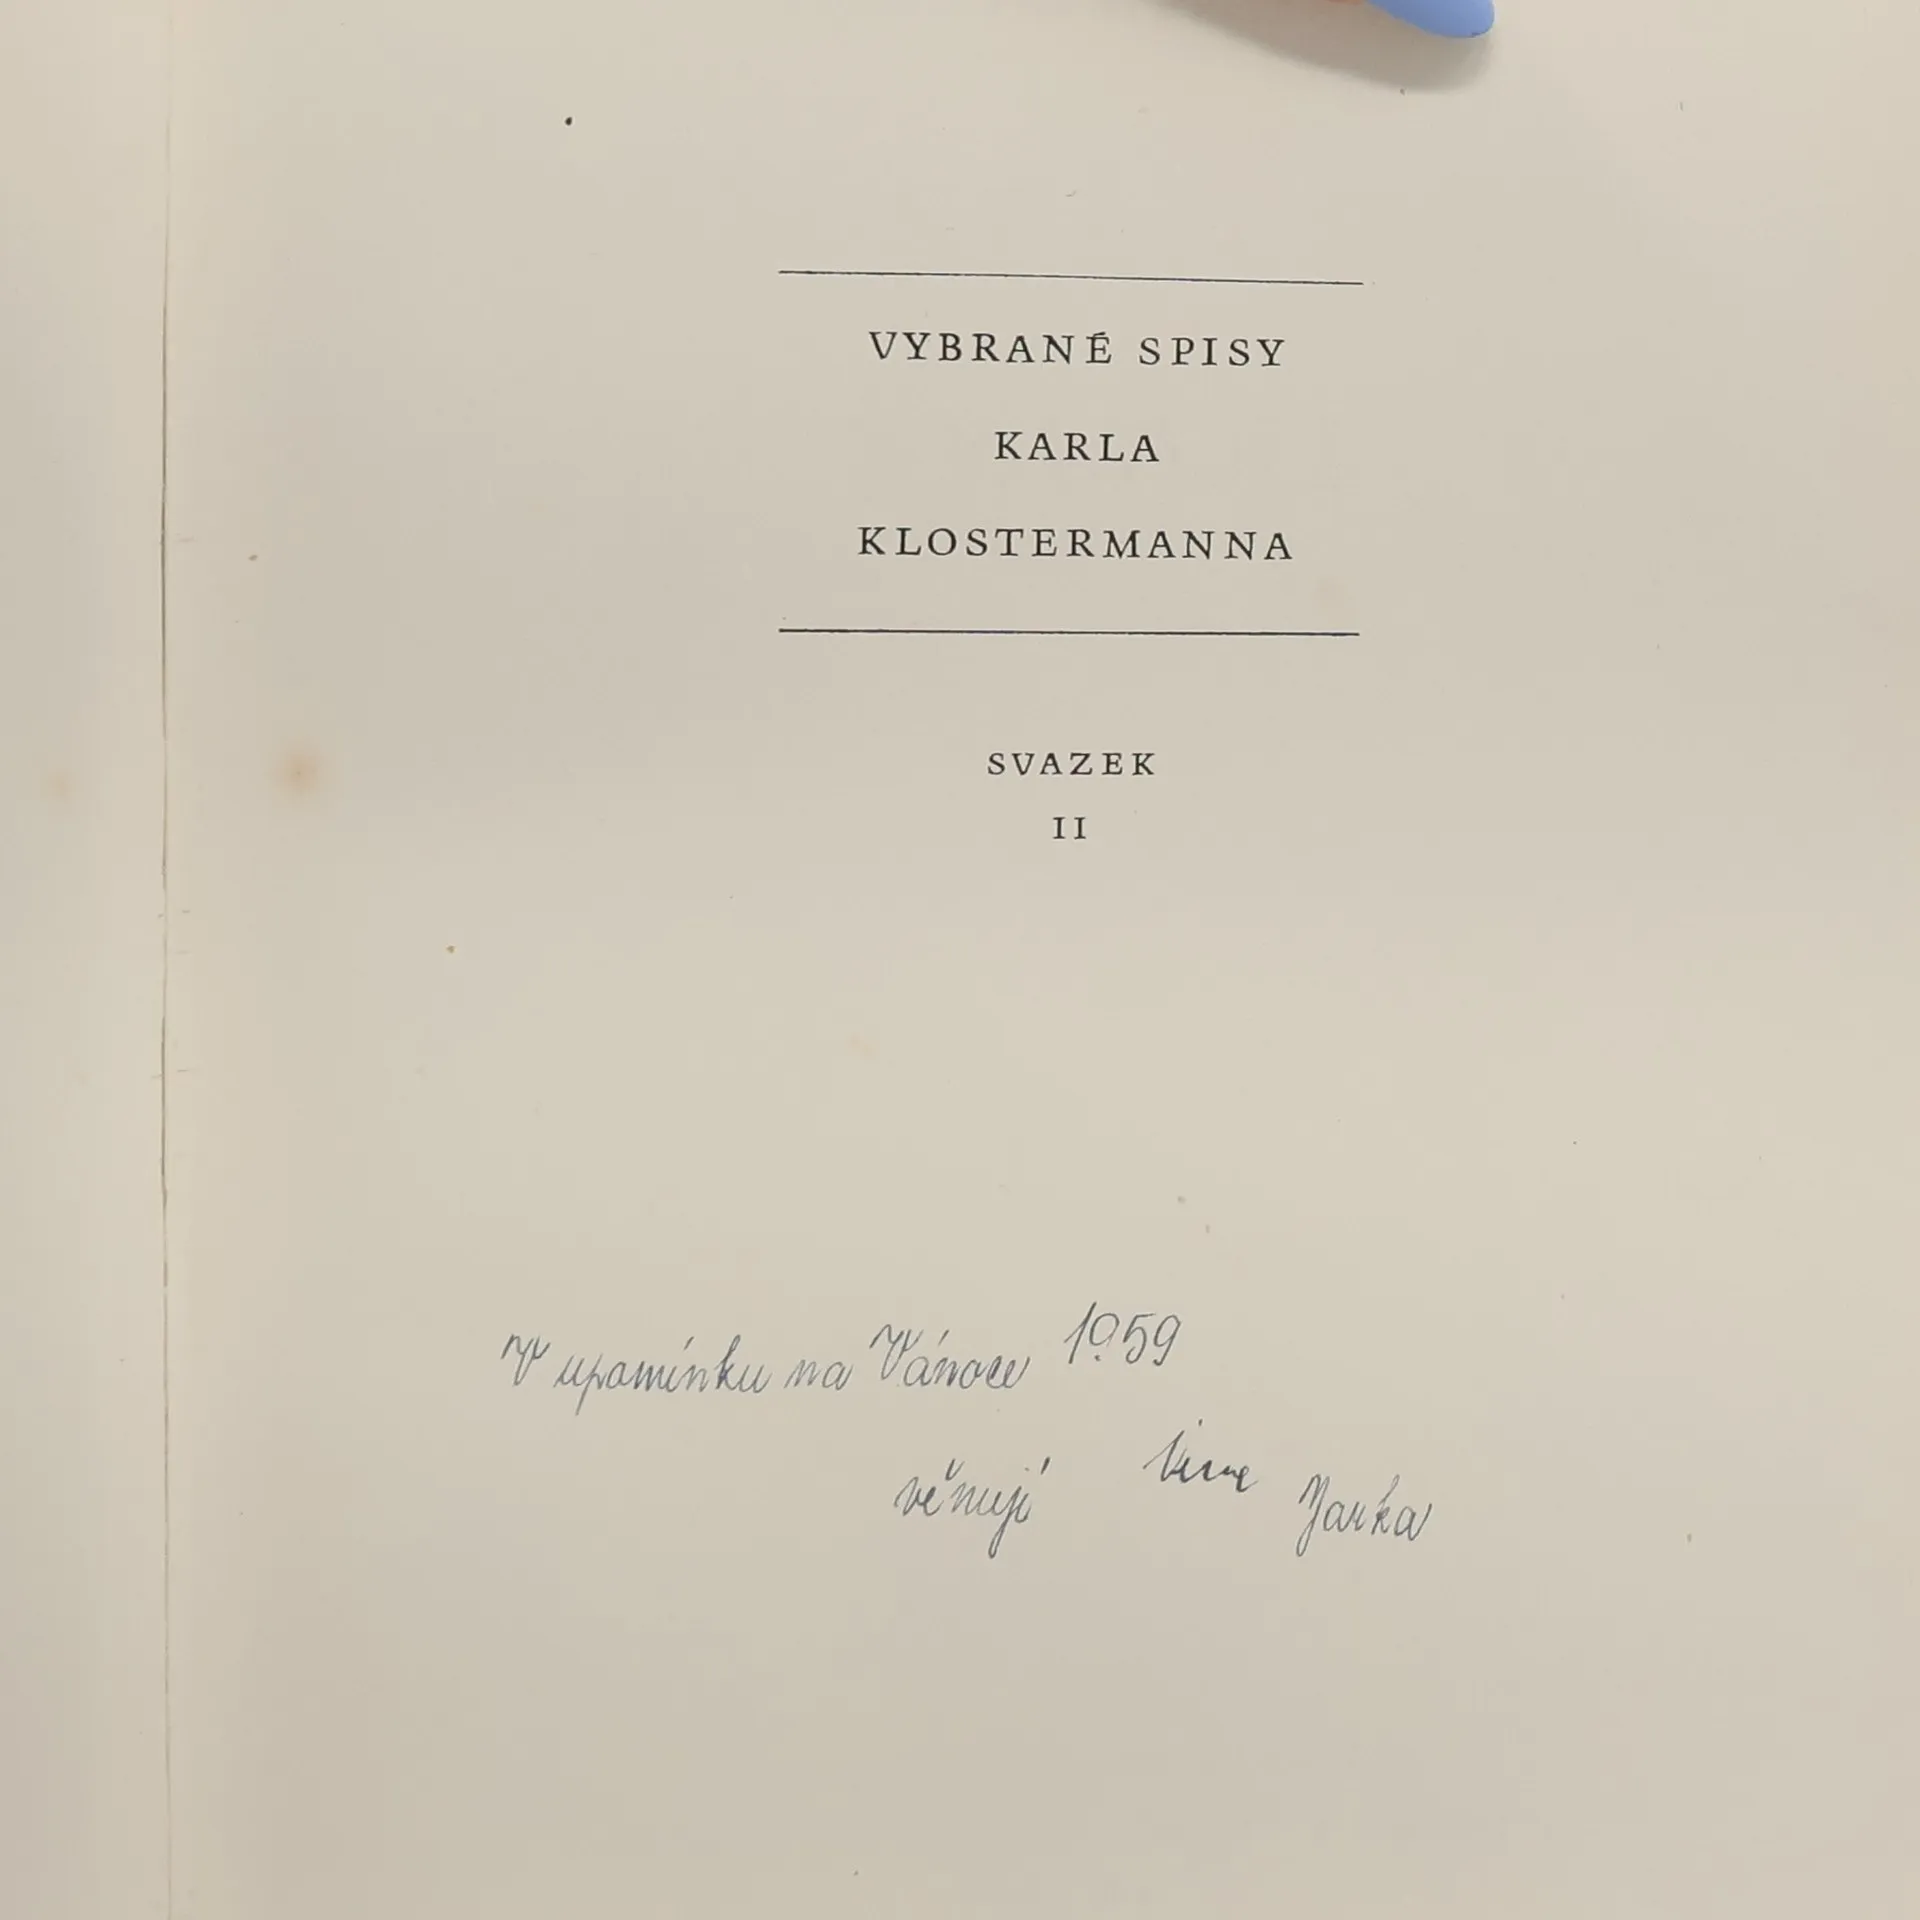 VYBRANÉ SPISY
KARLA
KLOSTERMANNA
SVAZEK
II
V upomínku na Vánoce 1959
věnují Jarka